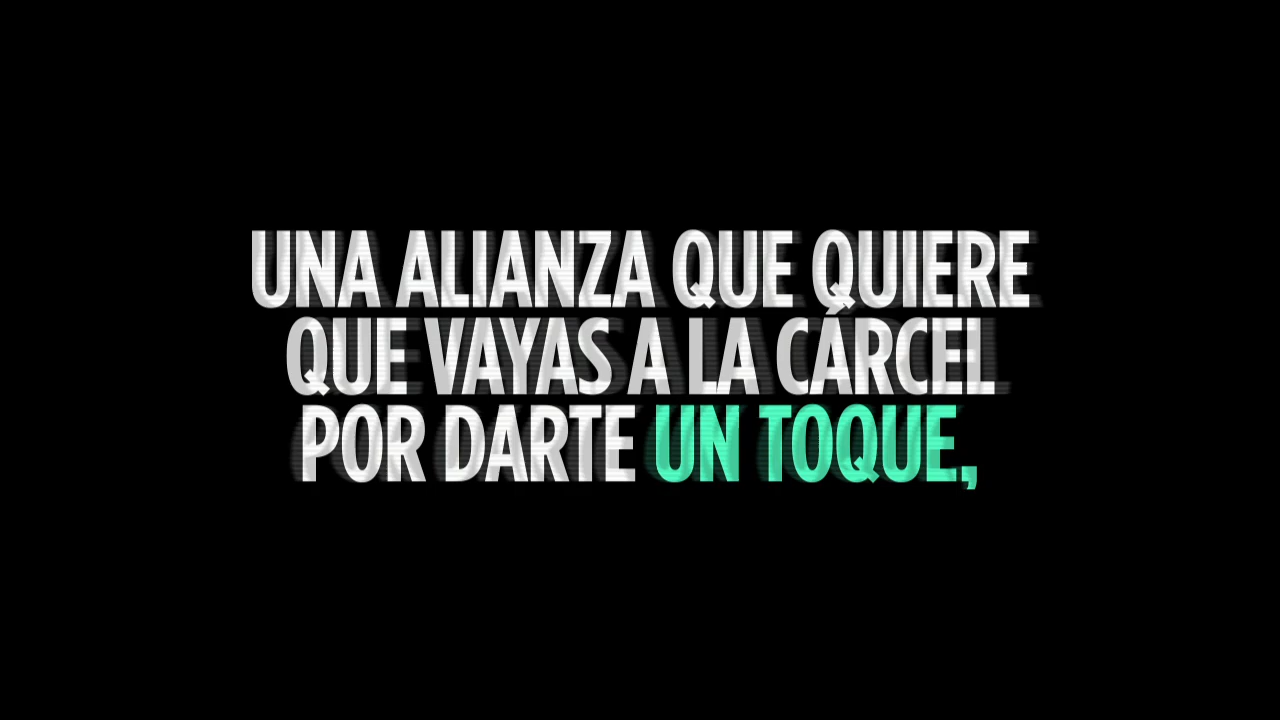 UNA ALIANZA QUE QUIERE
QUE VAYAS A LA CÁRCEL
POR DARTE UN TOQUE,